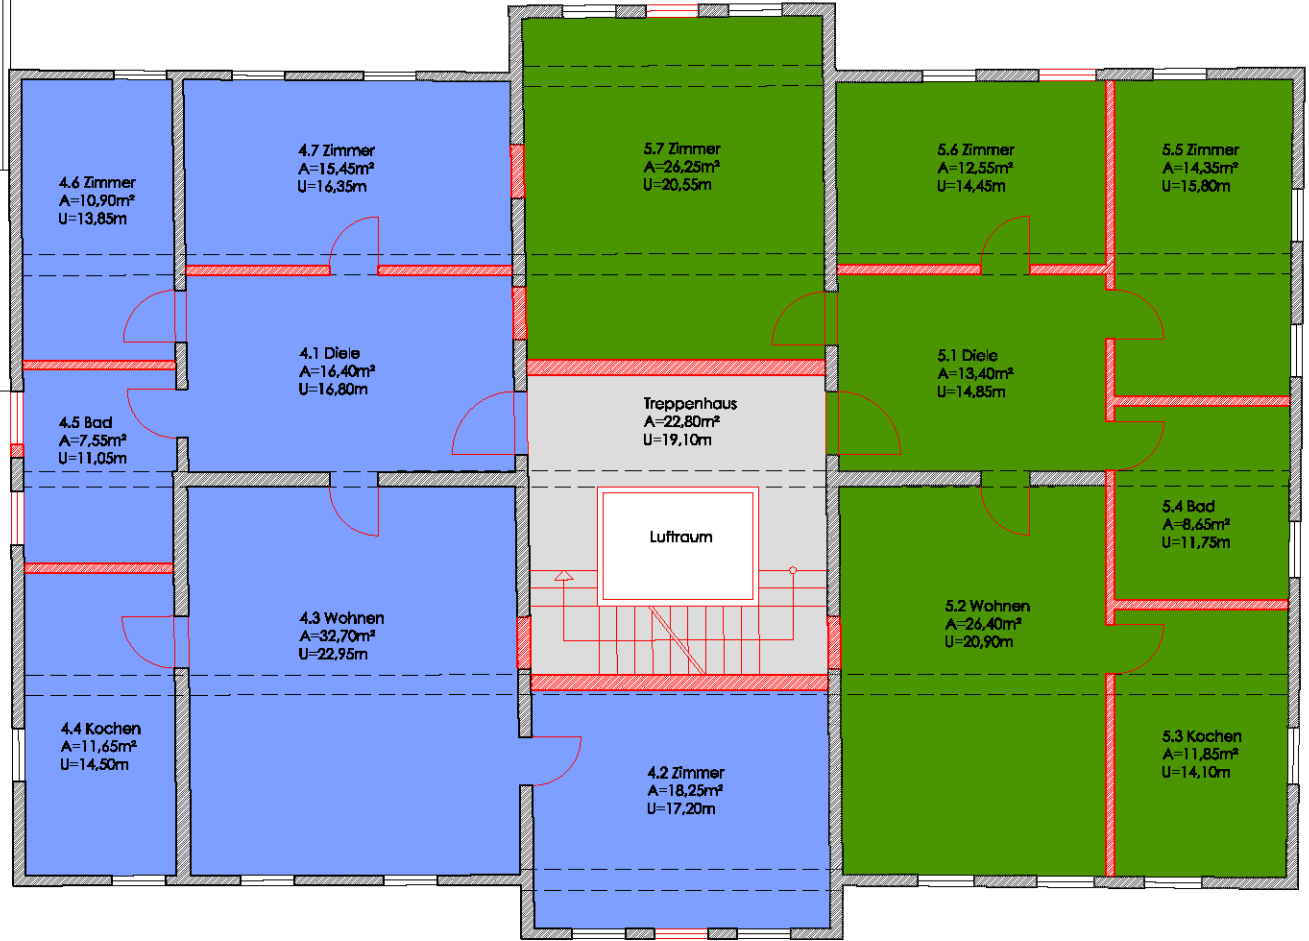 4.6 Zimmer
A=10,90m²
U=13,85m
4.7 Zimmer
A=15,45m²
U=16,35m
5.7 Zimmer
A=26,25m²
U=20,55m
5.6 Zimmer
A=12,55m²
U=14,45m
5.5 Zimmer
A=14,35m²
U=15,80m
4.1 Diele
A=16,40m²
U=16,80m
5.1 Diele
A=13,40m²
U=14,85m
4.5 Bad
A=7,55m²
U=11,05m
Treppenhaus
A=22,80m²
U=19,10m
Luftraum
5.4 Bad
A=8,65m²
U=11,75m
4.3 Wohnen
A=32,70m²
U=22,95m
5.2 Wohnen
A=26,40m²
U=20,90m
4.4 Kochen
A=11,65m²
U=14,50m
4.2 Zimmer
A=18,25m²
U=17,20m
5.3 Kochen
A=11,85m²
U=14,10m